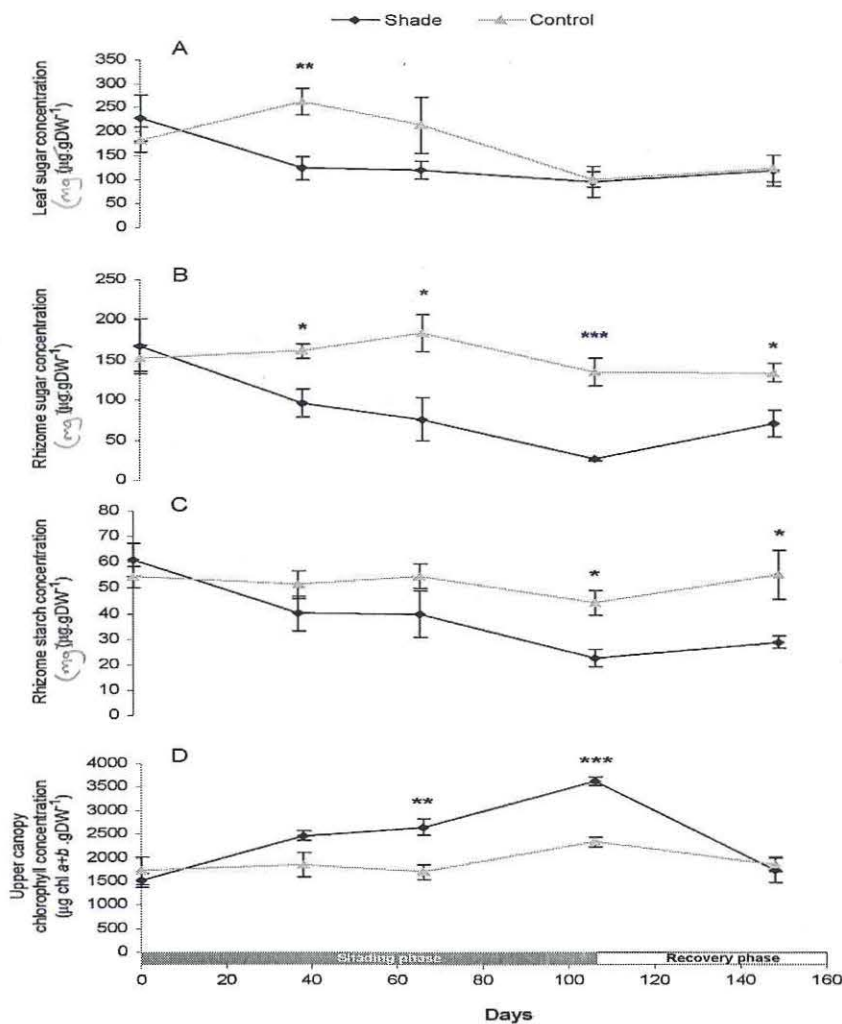 Shade Control
A
**
350
300
250
200
150
100
50
0
Leaf sugar concentration
(mg (µg.gDW-1)
B
*
*
***
*
250
200
150
100
50
0
Rhizome sugar concentration
(mg (µg.gDW-1)
C
*
*
80
70
60
50
40
30
20
10
0
Rhizome starch concentration
(mg (µg.gDW-1)
D
**
***
4000
3500
3000
2500
2000
1500
1000
500
0
Upper canopy
chlorophyll concentration
(µg chl a+b .gDW-1)
Shading phase Recovery phase
0 20 40 60 80 100 120 140 160
Days